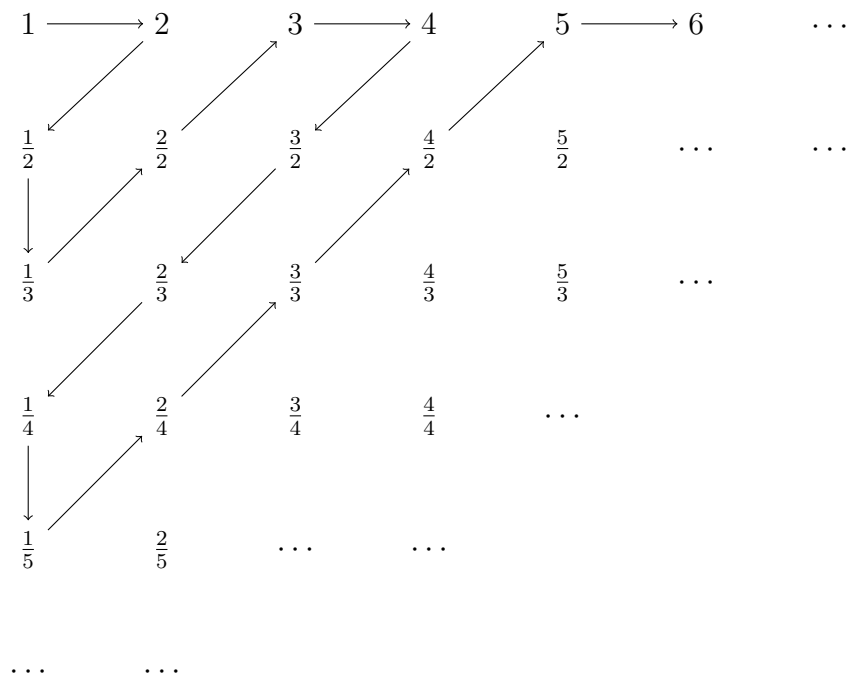 1 2 3 4 5 6 ...
1/2 2/2 3/2 4/2 5/2 ... ...
1/3 2/3 3/3 4/3 5/3 ...
1/4 2/4 3/4 4/4 ...
1/5 2/5 ... ...
... ...